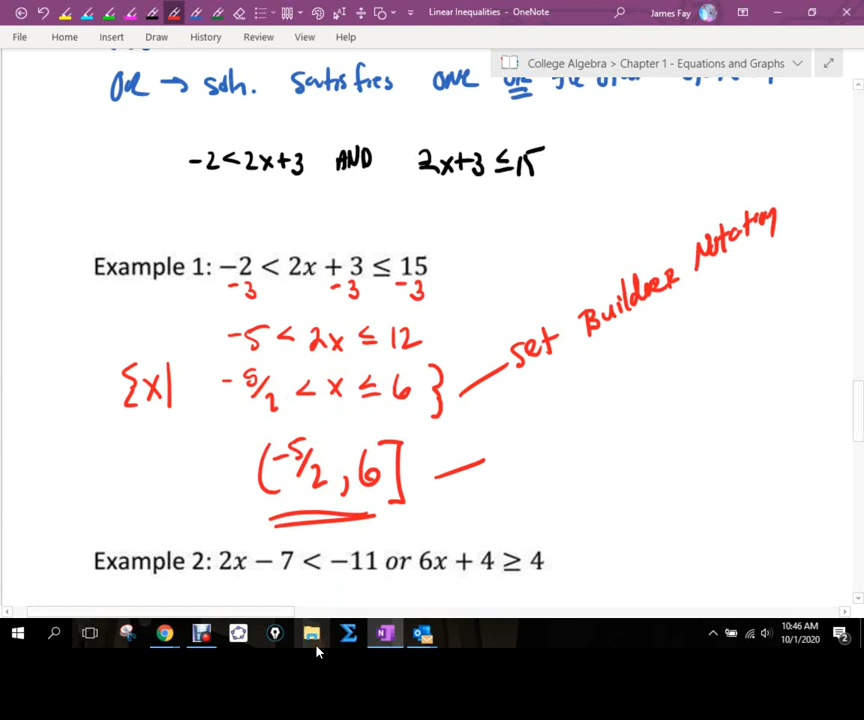 Linear Inequalities - OneNote
James Fay
File Home Insert Draw History Review View Help
College Algebra > Chapter 1 - Equations and Graphs
OR → soln. satisfies one or
-2 < 2x+3 AND 2x+3 ≤ 15
Example 1: −2 < 2x + 3 ≤ 15
-3 -3 -3
-5 < 2x ≤ 12
{x| -5/2 < x ≤ 6 } — Set Builder Notation
(-5/2, 6] —
Example 2: 2x − 7 < −11 or 6x + 4 ≥ 4
10:46 AM
10/1/2020
2